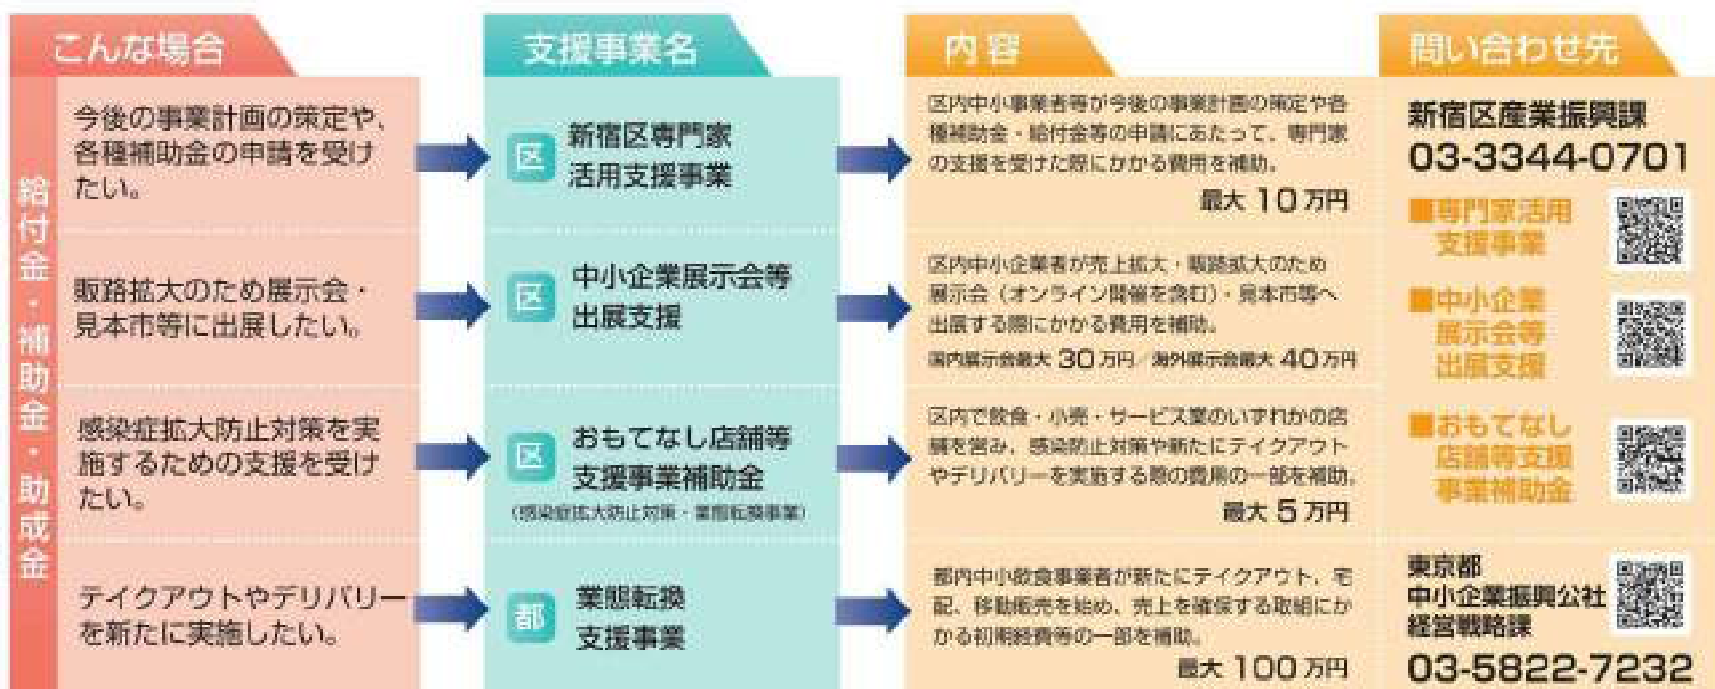 こんな場合
支援事業名
内容
問い合わせ先
給付金・補助金・助成金
今後の事業計画の策定や、
各種補助金の申請を受け
たい。
区
新宿区専門家
活用支援事業
区内中小事業者等が今後の事業計画の策定や各
種補助金・給付金等の申請にあたって、専門家
の支援を受けた際にかかる費用を補助。
最大 10 万円
販路拡大のため展示会・
見本市等に出展したい。
区
中小企業展示会等
出展支援
区内中小企業者が売上拡大・販路拡大のため
展示会（オンライン開催を含む）・見本市等へ
出展する際にかかる費用を補助。
国内展示会最大 30 万円／海外展示会最大 40 万円
感染症拡大防止対策を実
施するための支援を受け
たい。
区
おもてなし店舗等
支援事業補助金
（感染症拡大防止対策・業態転換事業）
区内で飲食・小売・サービス業のいずれかの店
舗を営み、感染防止対策や新たにテイクアウト
やデリバリーを実施する際の費用の一部を補助。
最大 5 万円
テイクアウトやデリバリー
を新たに実施したい。
都
業態転換
支援事業
都内中小飲食事業者が新たにテイクアウト、宅
配、移動販売を始め、売上を確保する取組にか
かる初期経費等の一部を補助。
最大 100 万円
新宿区産業振興課
03-3344-0701
■専門家活用
支援事業
■中小企業
展示会等
出展支援
■おもてなし
店舗等支援
事業補助金
東京都
中小企業振興公社
経営戦略課
03-5822-7232